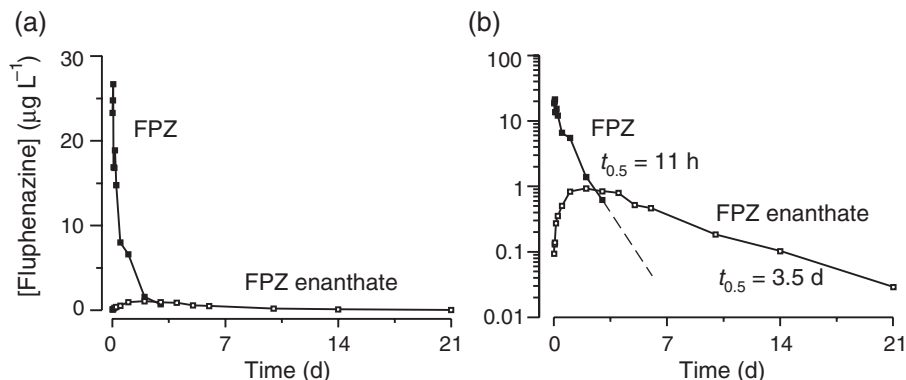 (a)
[Fluphenazine] (µg L⁻¹)
30
20
10
0
FPZ
FPZ enanthate
0 7 14 21
Time (d)
(b)
100
10
1
0.1
0.01
FPZ
t0.5 = 11 h
FPZ enanthate
t0.5 = 3.5 d
0 7 14 21
Time (d)